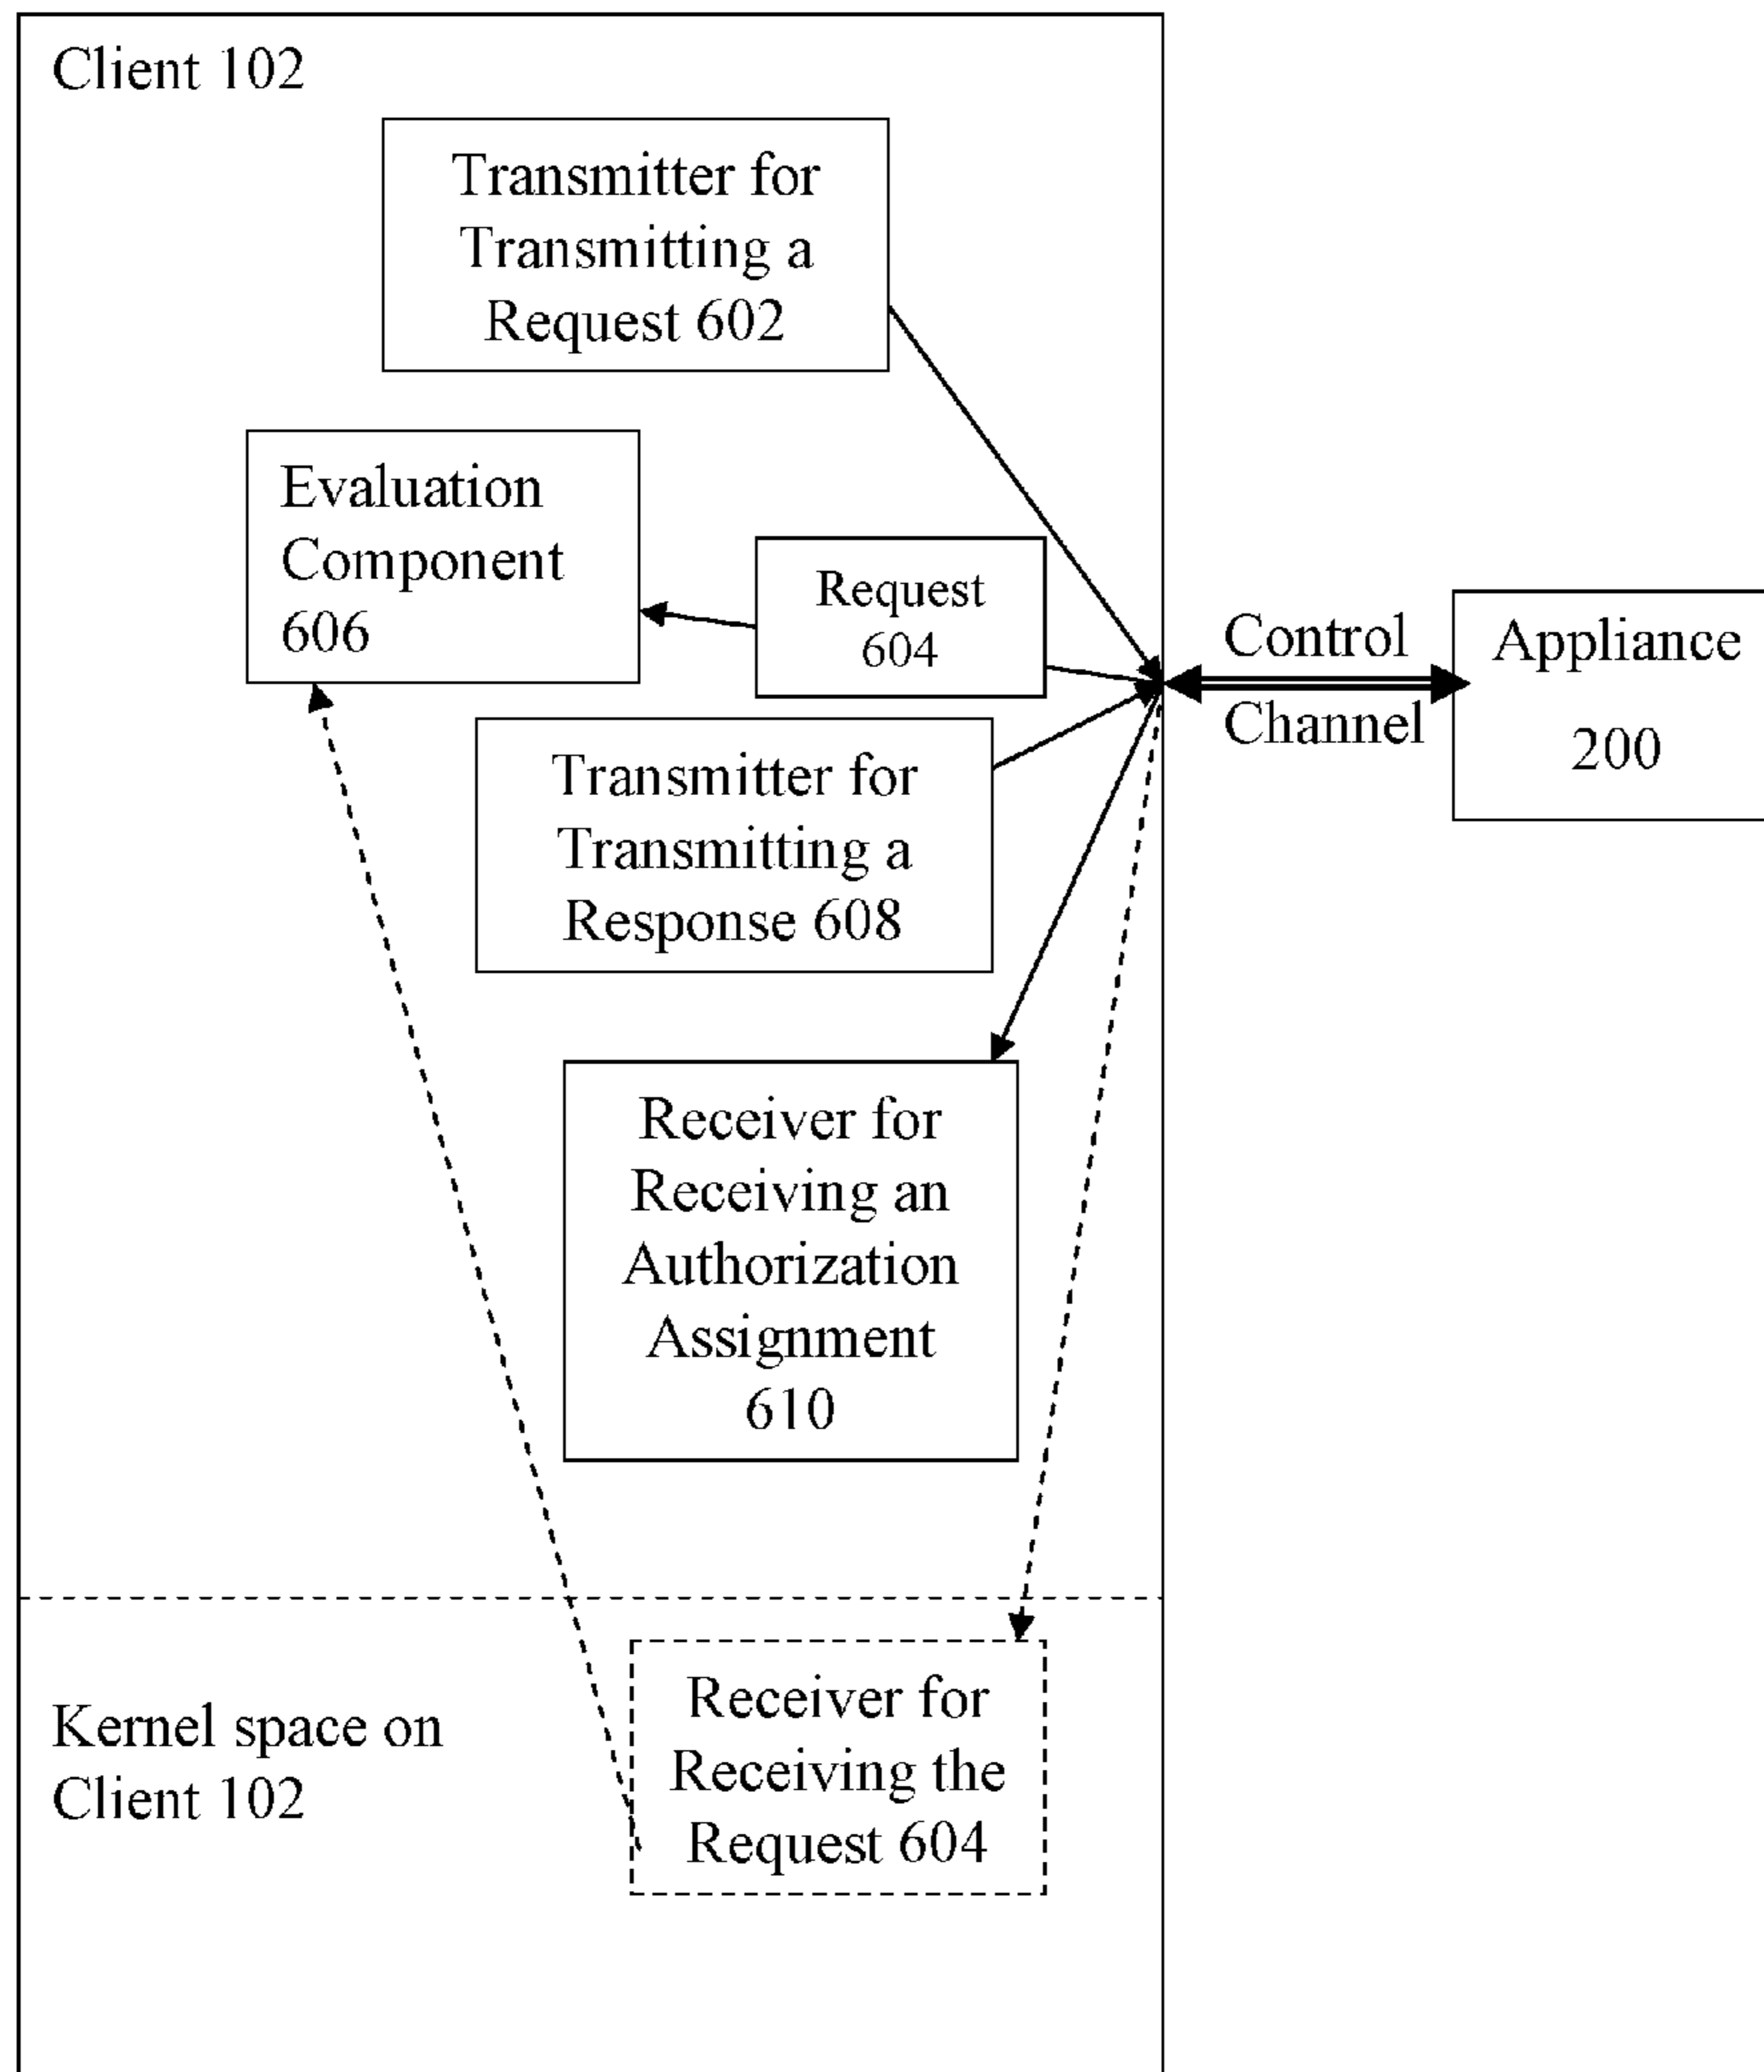 Client 102
Transmitter for
Transmitting a
Request 602
Evaluation
Component
606
Request
604
Control
Channel
Appliance
200
Transmitter for
Transmitting a
Response 608
Receiver for
Receiving an
Authorization
Assignment
610
Kernel space on
Client 102
Receiver for
Receiving the
Request 604